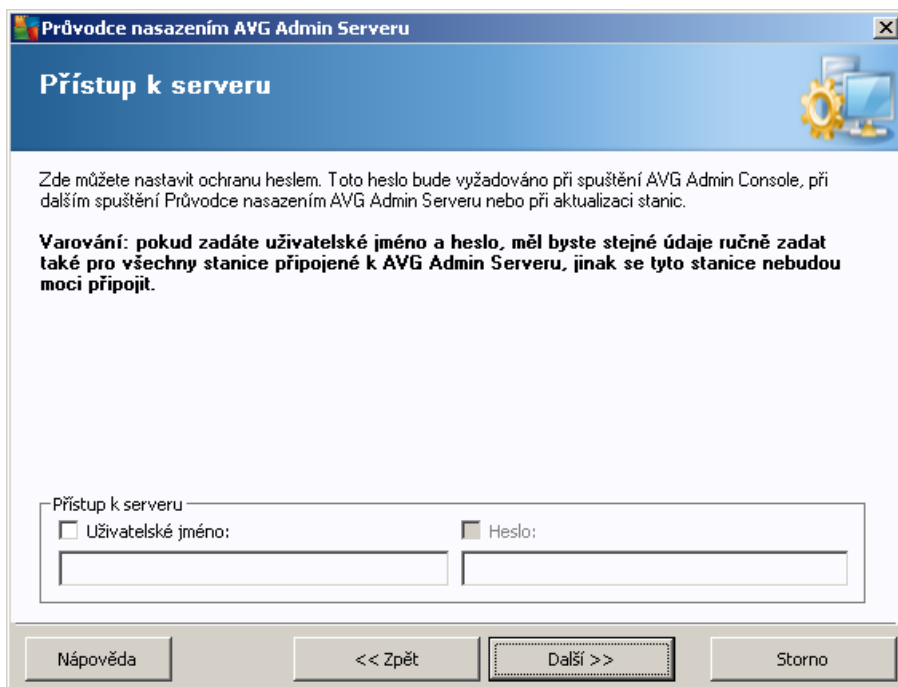 Průvodce nasazením AVG Admin Serveru
Přístup k serveru
Zde můžete nastavit ochranu heslem. Toto heslo bude vyžadováno při spuštění AVG Admin Console, při
dalším spuštění Průvodce nasazením AVG Admin Serveru nebo při aktualizaci stanic.
Varování: pokud zadáte uživatelské jméno a heslo, měl byste stejné údaje ručně zadat
také pro všechny stanice připojené k AVG Admin Serveru, jinak se tyto stanice nebudou
moci připojit.
Přístup k serveru
Uživatelské jméno:
Heslo:
Nápověda
<< Zpět
Další >>
Storno